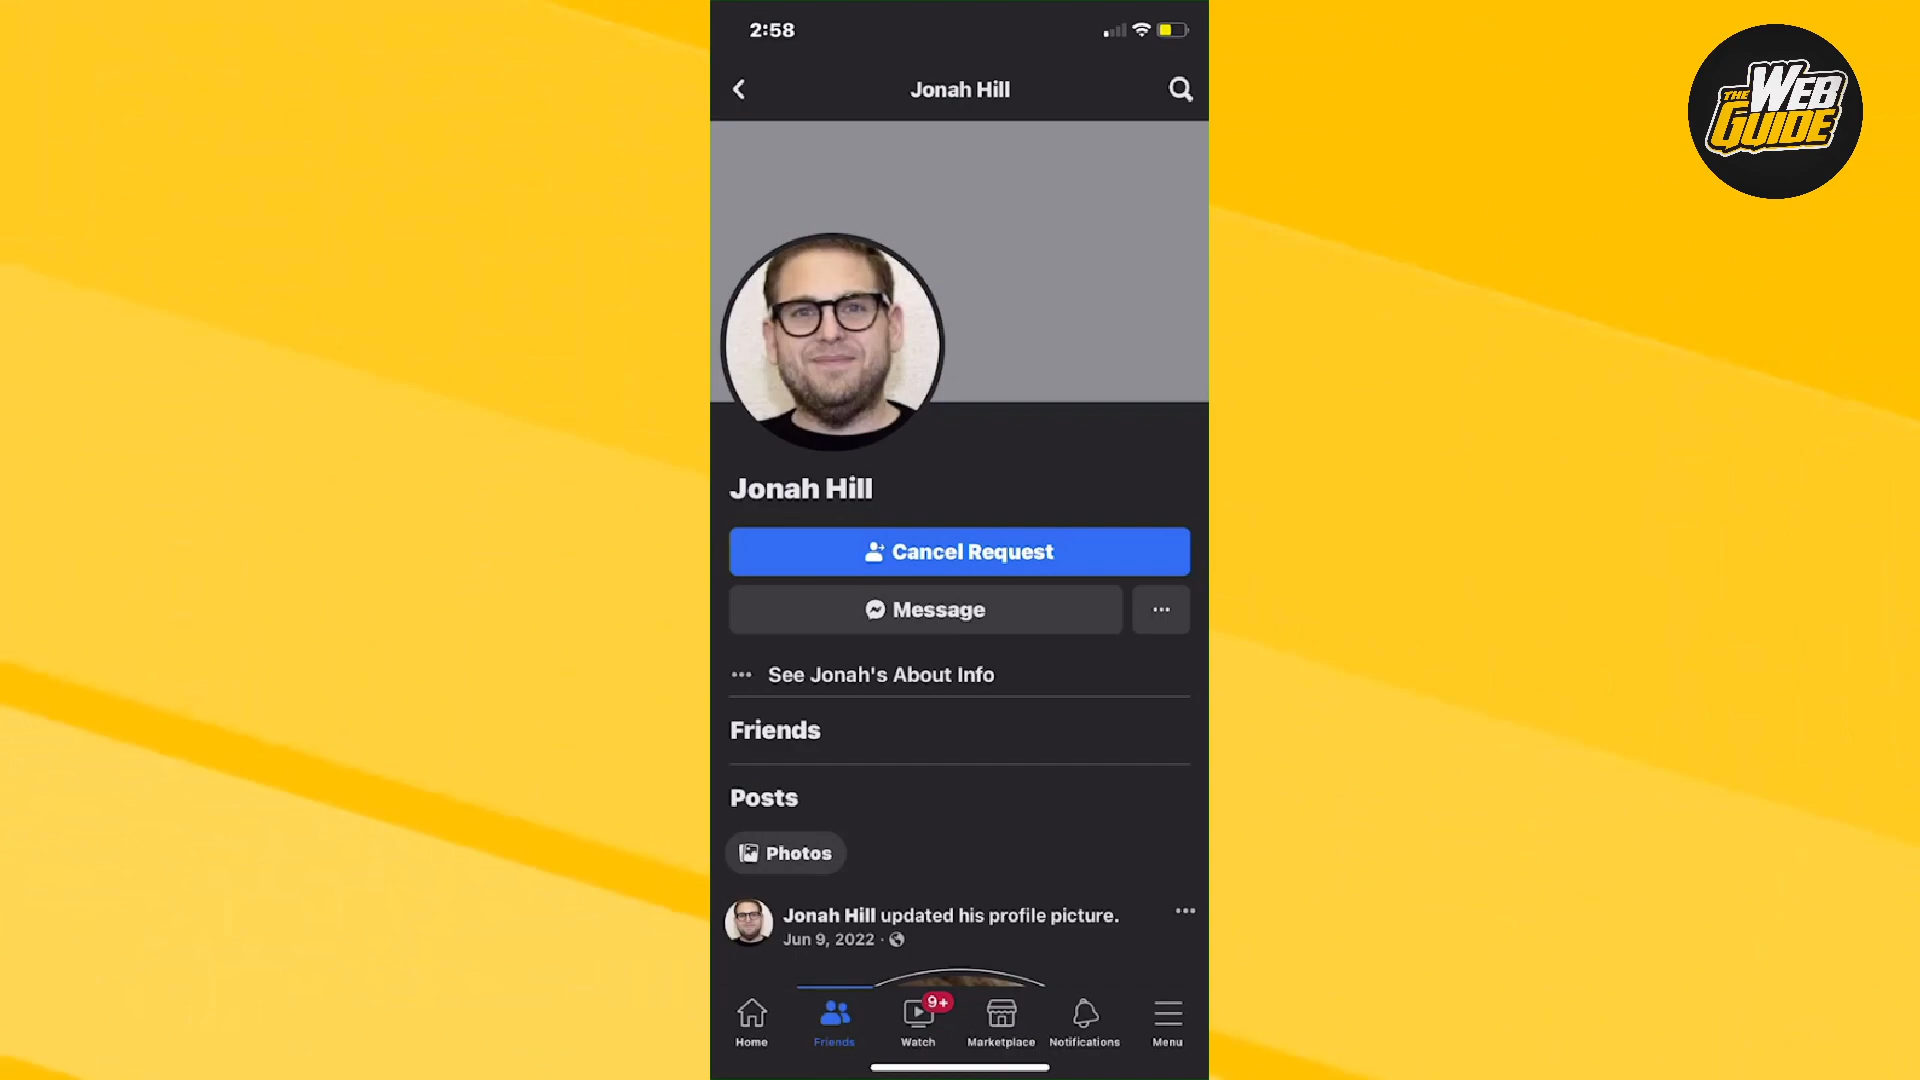 2:58
Jonah Hill
THE WEB
GUIDE
Jonah Hill
Cancel Request
Message
See Jonah's About Info
Friends
Posts
Photos
Jonah Hill updated his profile picture.
Jun 9, 2022 ·
9+
Home Friends Watch Marketplace Notifications Menu